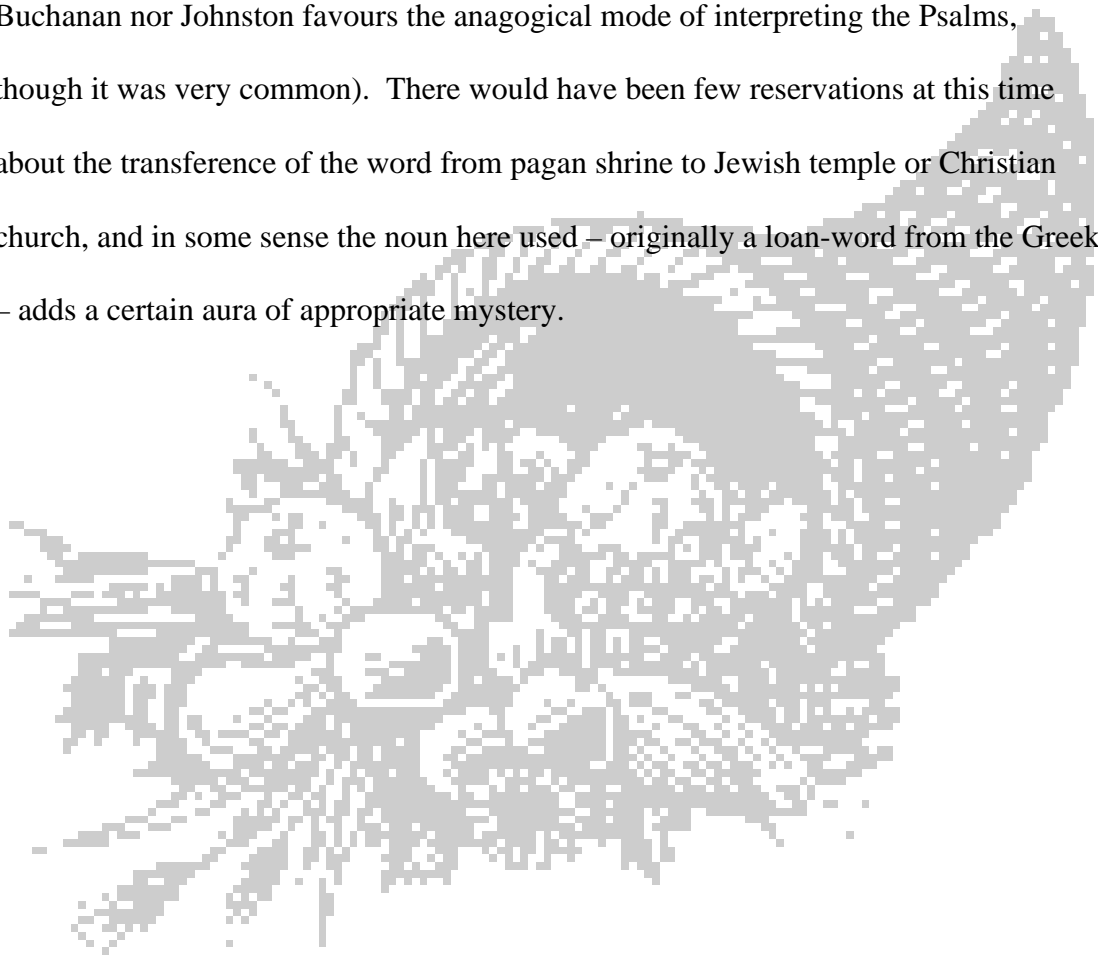 Buchanan nor Johnston favours the anagogical mode of interpreting the Psalms,
though it was very common).  There would have been few reservations at this time
about the transference of the word from pagan shrine to Jewish temple or Christian
church, and in some sense the noun here used – originally a loan-word from the Greek
– adds a certain aura of appropriate mystery.